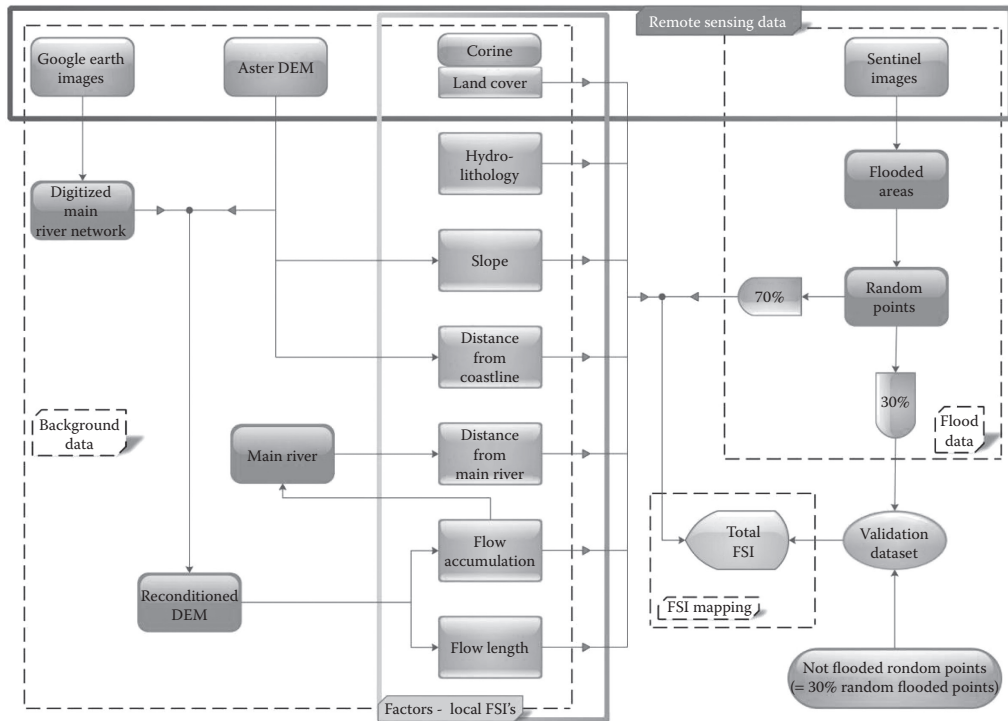 Remote sensing data
Google earth
images
Aster DEM
Corine
Land cover
Sentinel
images
Hydro-
lithology
Flooded
areas
Digitized
main
river network
Slope
70%
Random
points
Distance
from
coastline
30%
Background
data
Flood
data
Main river
Distance
from
main river
Flow
accumulation
Total
FSI
Validation
dataset
Reconditioned
DEM
FSI mapping
Flow length
Not flooded rondom points
(= 30% random flooded points)
Factors - local FSI's